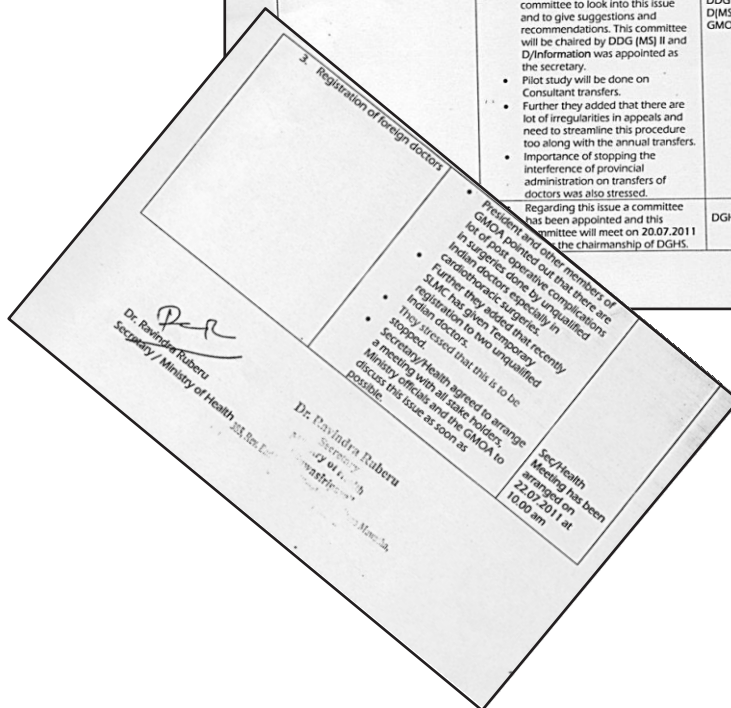 committee to look into this issue
and to give suggestions and
recommendations. This committee
will be chaired by DDG (MS) II and
D/Information was appointed as
the secretary.
• Pilot study will be done on
Consultant transfers.
• Further they added that there are
lot of irregularities in appeals and
need to streamline this procedure
too along with the annual transfers.
• Importance of stopping the
interference of provincial
administration on transfers of
doctors was also stressed.
Regarding this issue a committee
has been appointed and this
committee will meet on 20.07.2011
the chairmanship of DGHS.
D(MS
GMO
3. Registration of foreign doctors
• President and other members of
GMOA pointed out that there are
lot of post operative complications
in surgeries done by unqualified
Indian doctors especially in
cardiothoracic surgeries.
• Further they added that recently
SLMC has given Temporary
registration to two unqualified
Indian doctors.
• They stressed that this is to be
stopped.
• Secretary/Health agreed to arrange
a meeting with all stake holders,
Ministry officials and the GMOA to
discuss this issue as soon as
possible.
Sec/Health
Meeting has been
arranged on
22.07.2011 at
10.00 am
Dr. Ravindra Ruberu
Secretary / Ministry of Health
Dr. Ravindra Ruberu
Secretary